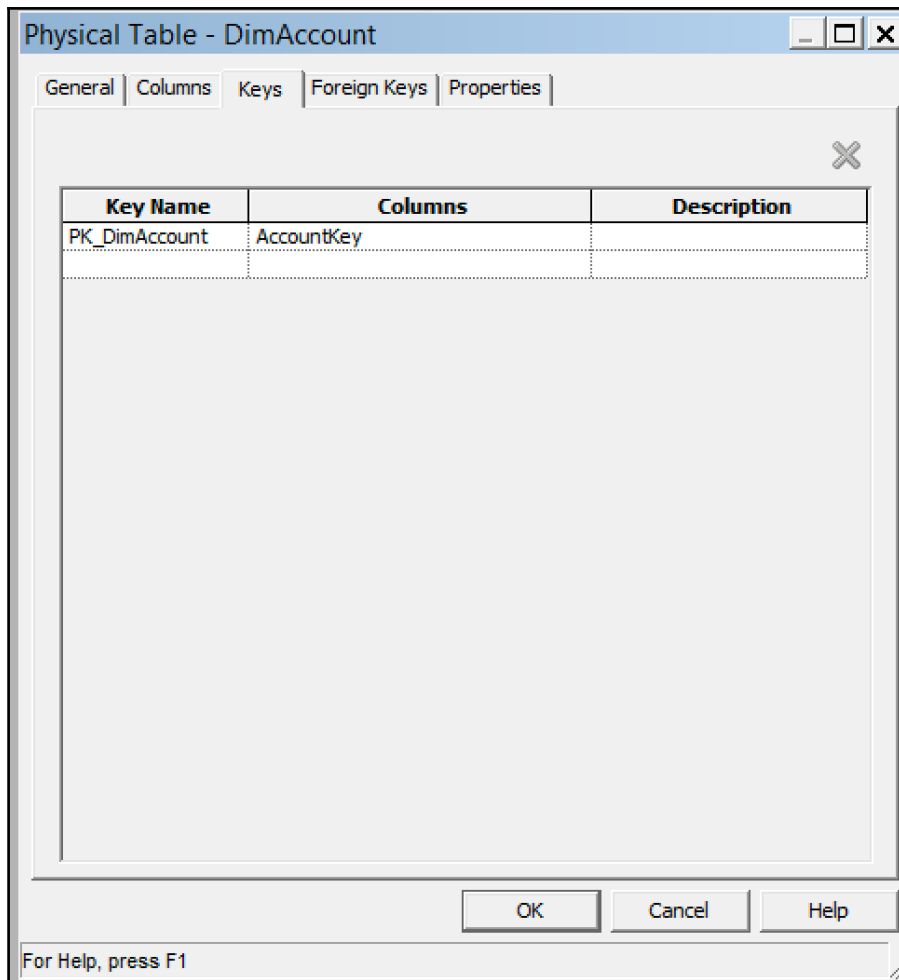 Physical Table - DimAccount
General Columns Keys Foreign Keys Properties
Key Name Columns Description
PK_DimAccount AccountKey
OK Cancel Help
For Help, press F1